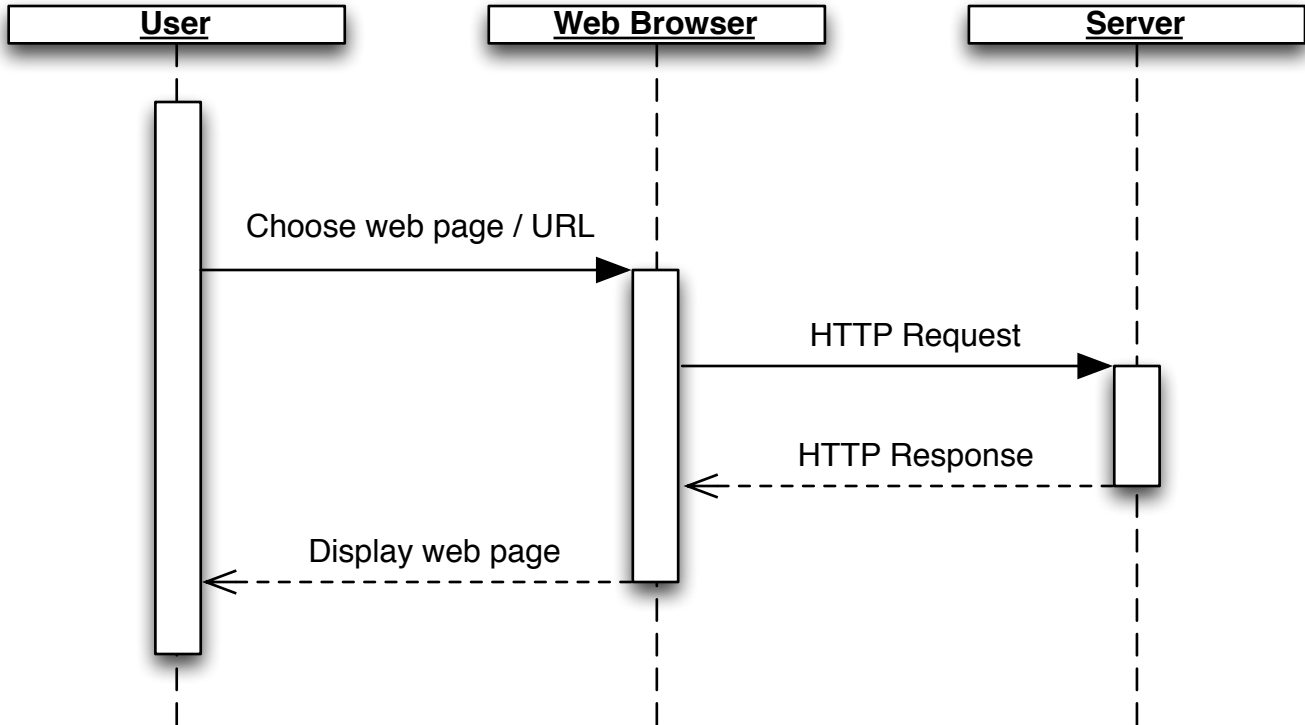 User
Web Browser
Server
Choose web page / URL
HTTP Request
HTTP Response
Display web page